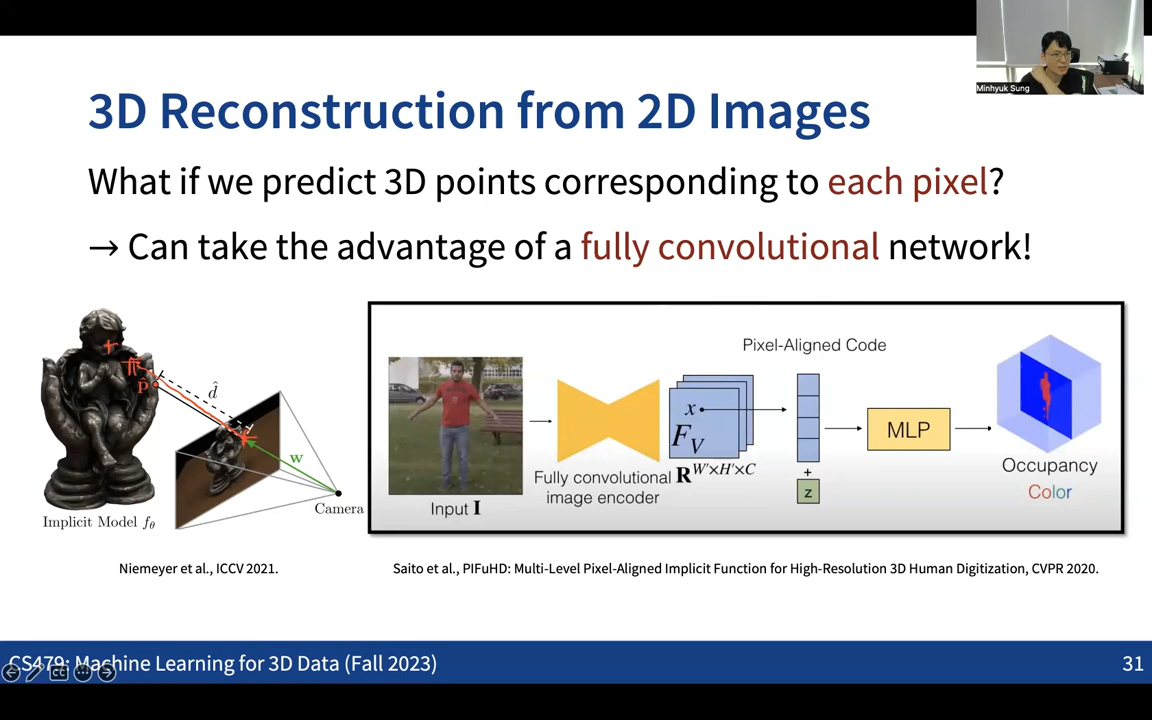 Minhyuk Sung
3D Reconstruction from 2D Images
What if we predict 3D points corresponding to each pixel?
→ Can take the advantage of a fully convolutional network!
p̂
d̂
w
Camera
Implicit Model fθ
Niemeyer et al., ICCV 2021.
Input I
Fully convolutional
image encoder
x
F_V
R^W′×H′×C
Pixel-Aligned Code
+
z
MLP
Occupancy
Color
Saito et al., PIFuHD: Multi-Level Pixel-Aligned Implicit Function for High-Resolution 3D Human Digitization, CVPR 2020.
CS479: Machine Learning for 3D Data (Fall 2023)
31